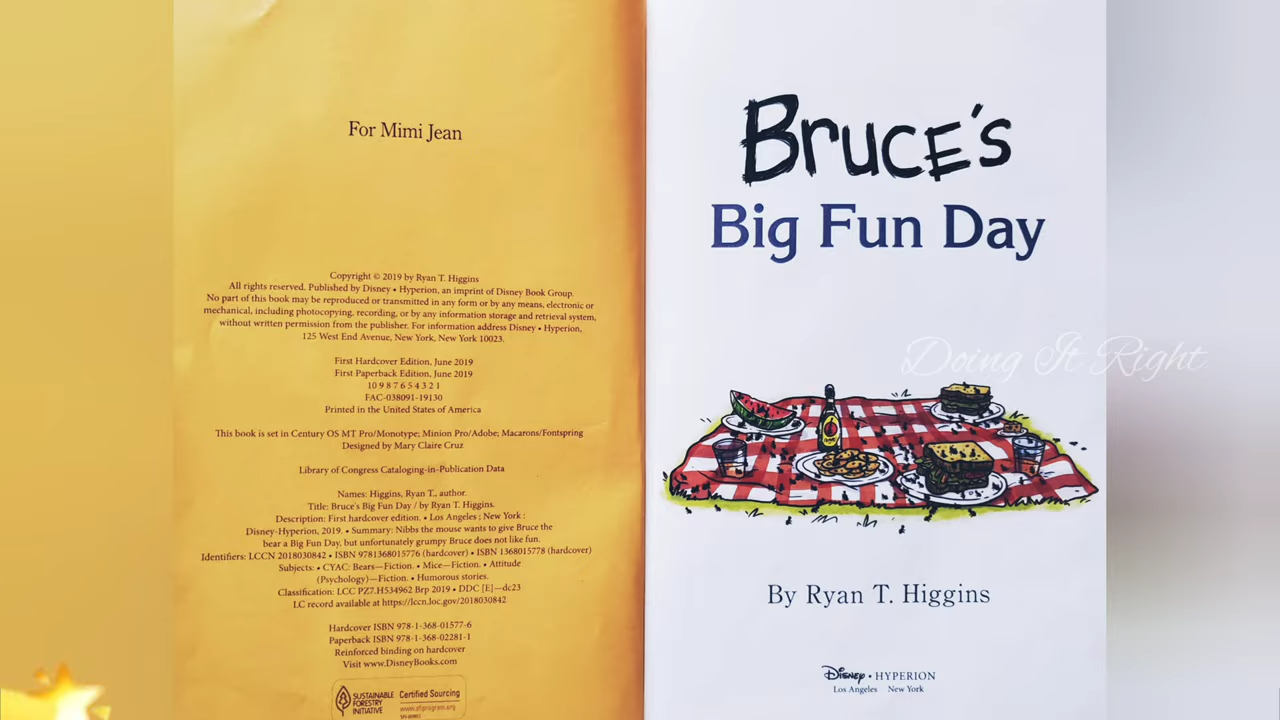 For Mimi Jean
Copyright © 2019 by Ryan T. Higgins
All rights reserved. Published by Disney • Hyperion, an imprint of Disney Book Group.
No part of this book may be reproduced or transmitted in any form or by any means, electronic or
mechanical, including photocopying, recording, or by any information storage and retrieval system,
without written permission from the publisher. For information address Disney • Hyperion,
125 West End Avenue, New York, New York 10023.
First Hardcover Edition, June 2019
First Paperback Edition, June 2019
10 9 8 7 6 5 4 3 2 1
FAC-038091-19130
Printed in the United States of America
This book is set in Century OS MT Pro/Monotype; Minion Pro/Adobe; Macarons/Fontspring
Designed by Mary Claire Cruz
Library of Congress Cataloging-in-Publication Data
Names: Higgins, Ryan T., author.
Title: Bruce's Big Fun Day / by Ryan T. Higgins.
Description: First hardcover edition. • Los Angeles ; New York :
Disney-Hyperion, 2019. • Summary: Nibbs the mouse wants to give Bruce the
bear a Big Fun Day, but unfortunately grumpy Bruce does not like fun.
Identifiers: LCCN 2018030842 • ISBN 9781368015776 (hardcover) • ISBN 1368015778 (hardcover)
Subjects: • CYAC: Bears—Fiction. • Mice—Fiction. • Attitude
(Psychology)—Fiction. • Humorous stories.
Classification: LCC PZ7.H534962 Brp 2019 • DDC [E]—dc23
LC record available at https://lccn.loc.gov/2018030842
Hardcover ISBN 978-1-368-01577-6
Paperback ISBN 978-1-368-02281-1
Reinforced binding on hardcover
Visit www.DisneyBooks.com
SUSTAINABLE
FORESTRY
INITIATIVE
Certified Sourcing
www.sfiprogram.org
Bruce's
Big Fun Day
Doing It Right
By Ryan T. Higgins
Disney • HYPERION
Los Angeles New York